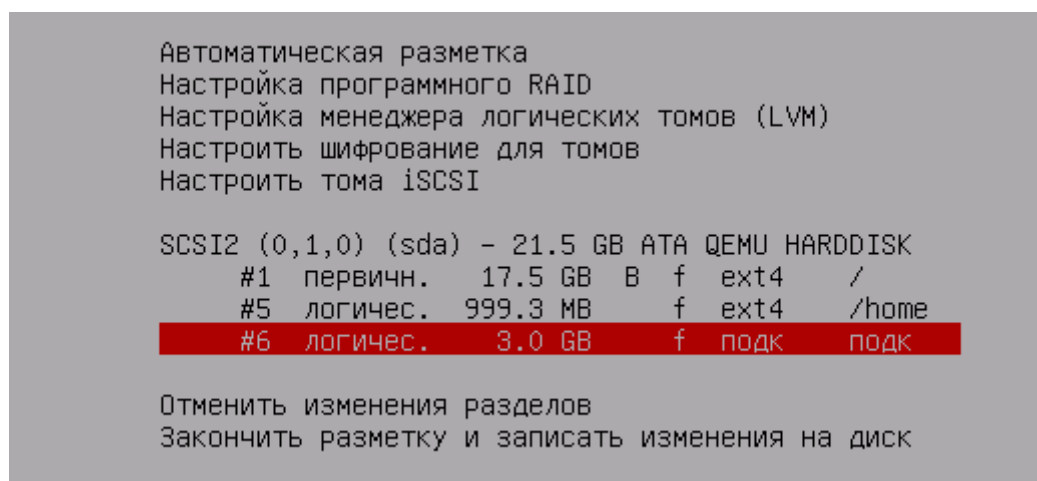 Автоматическая разметка
Настройка программного RAID
Настройка менеджера логических томов (LVM)
Настроить шифрование для томов
Настроить тома iSCSI
SCSI2 (0,1,0) (sda) – 21.5 GB ATA QEMU HARDDISK
#1 первичн. 17.5 GB B f ext4 /
#5 логичес. 999.3 MB f ext4 /home
#6 логичес. 3.0 GB f подк подк
Отменить изменения разделов
Закончить разметку и записать изменения на диск